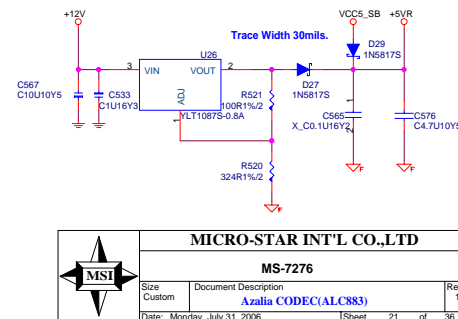 +12V
VCC5_SB
+5VR
Trace Width 30mils.
D29
1N5817S
U26
3
VIN
VOUT
2
ADJ
1
YLT1087S-0.8A
C567
C10U10Y5
C533
C1U16Y3
R521
100R1%/2
D27
1N5817S
1
C565
X_C0.1U16Y2
2
C576
C4.7U10Y5
R520
324R1%/2
F
F
F
MSI
MICRO-STAR INT'L CO.,LTD
MS-7276
Size
Document Description
Custom
Azalia CODEC(ALC883)
Date: Monday, July 31, 2006
Sheet 21 of 36